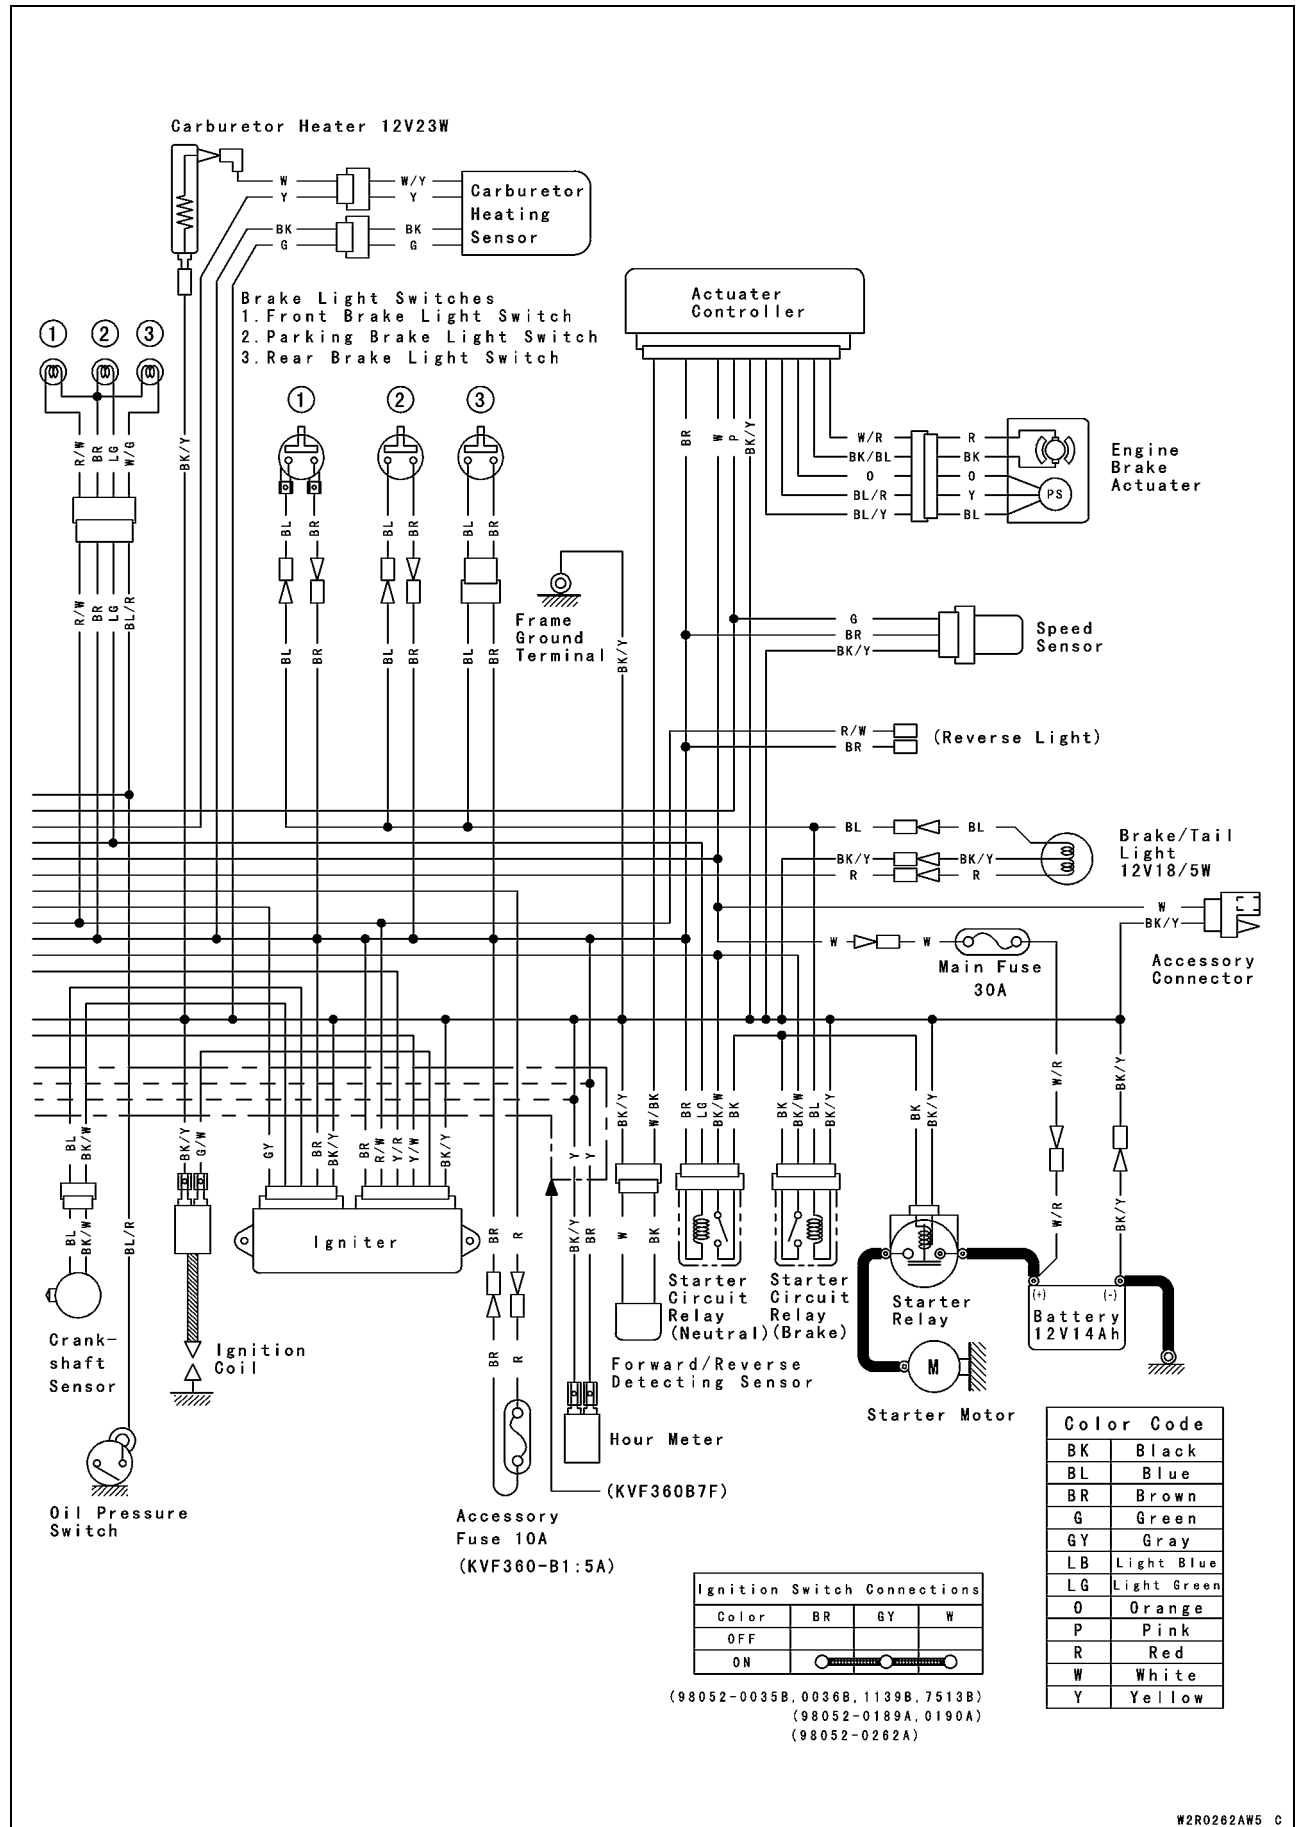 Carburetor Heater 12V23W
W
W/Y
Y
Y
BK
BK
G
G
Carburetor
Heating
Sensor
Brake Light Switches
1.Front Brake Light Switch
2.Parking Brake Light Switch
3.Rear Brake Light Switch
Actuater
Controller
1
2
3
1
2
3
R/W
BR
LG
W/G
BK/Y
BR
W
P
BK/Y
W/R
BK/BL
O
BL/R
BL/Y
R
BK
O
Y
BL
PS
Engine
Brake
Actuater
BL
BR
BL
BR
BL
BR
R/W
BR
LG
BL/R
Frame
Ground
Terminal
BL
BR
BL
BR
BL
BR
BK/Y
G
BR
BK/Y
Speed
Sensor
R/W
BR
(Reverse Light)
BL
BL
BK/Y
BK/Y
R
R
Brake/Tail
Light
12V18/5W
W
BK/Y
Accessory
Connector
W
W
Main Fuse
30A
W/R
BK/Y
BL
BK/W
BK/Y
G/W
GY
BR
BK/Y
BR
R/W
Y/R
Y/W
BK/Y
Y
Y
BK/Y
W/BK
BR
LG
BK/W
BK
BK
BK/W
BL
BK/Y
BK
BK/Y
BL
BK/W
BL/R
Igniter
BR
R
BK/Y
BR
W
BK
W/R
BK/Y
Crank-
shaft
Sensor
Ignition
Coil
BR
R
Starter
Circuit
Relay
(Neutral)
Starter
Circuit
Relay
(Brake)
Starter
Relay
(+)
(-)
Battery
12V14Ah
M
Forward/Reverse
Detecting Sensor
Starter Motor
Hour Meter
(KVF360B7F)
Oil Pressure
Switch
Accessory
Fuse 10A
(KVF360-B1:5A)
Color Code
BK Black
BL Blue
BR Brown
G Green
GY Gray
LB Light Blue
LG Light Green
O Orange
P Pink
R Red
W White
Y Yellow
Ignition Switch Connections
Color BR GY W
OFF
ON
(98052-0035B,0036B,1139B,7513B)
(98052-0189A,0190A)
(98052-0262A)
W2R0262AW5 C